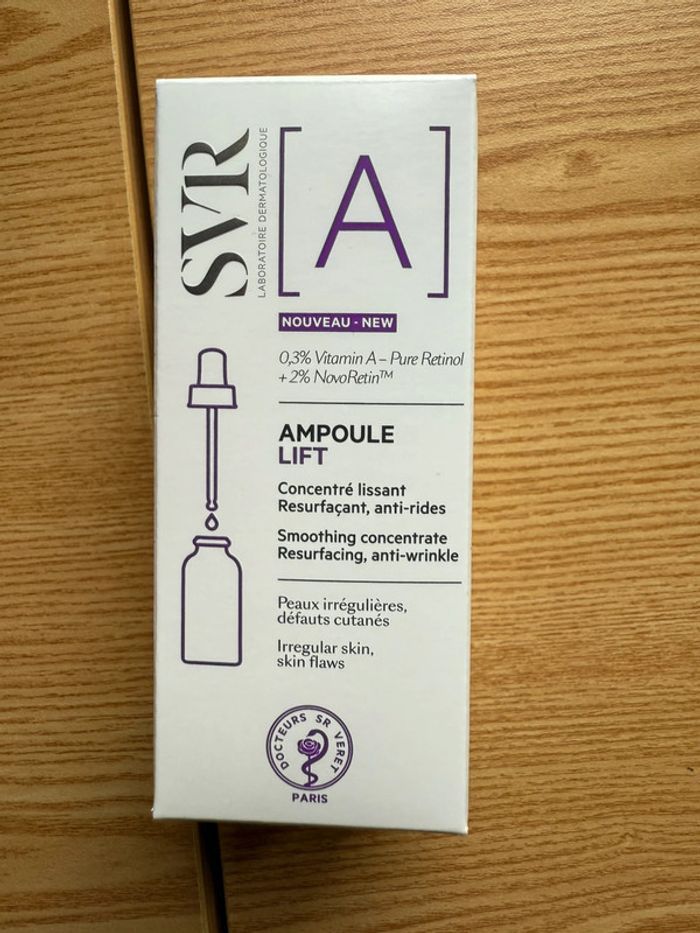 SVR
LABORATOIRE DERMATOLOGIQUE
[A]
NOUVEAU - NEW
0,3% Vitamin A – Pure Retinol
+ 2% NovoRetin™
AMPOULE
LIFT
Concentré lissant
Resurfaçant, anti-rides
Smoothing concentrate
Resurfacing, anti-wrinkle
Peaux irrégulières,
défauts cutanés
Irregular skin,
skin flaws
DOCTEURS SR VERET
PARIS